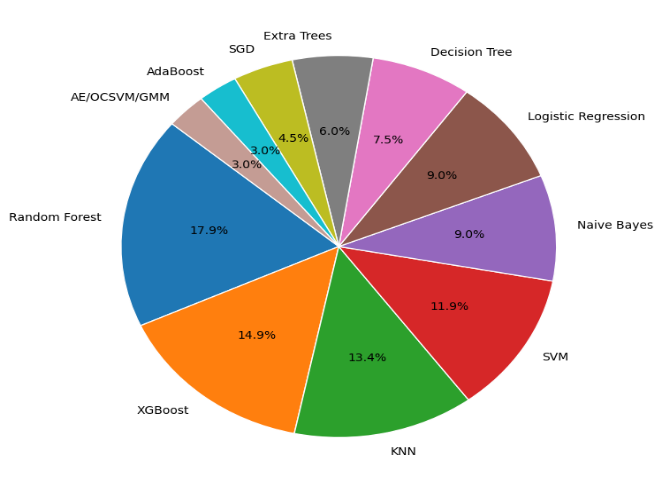 Extra Trees
SGD
Decision Tree
AdaBoost
AE/OCSVM/GMM
Logistic Regression
6.0%
4.5%
7.5%
3.0%
3.0%
9.0%
Random Forest
17.9%
9.0%
Naive Bayes
11.9%
14.9%
13.4%
SVM
XGBoost
KNN